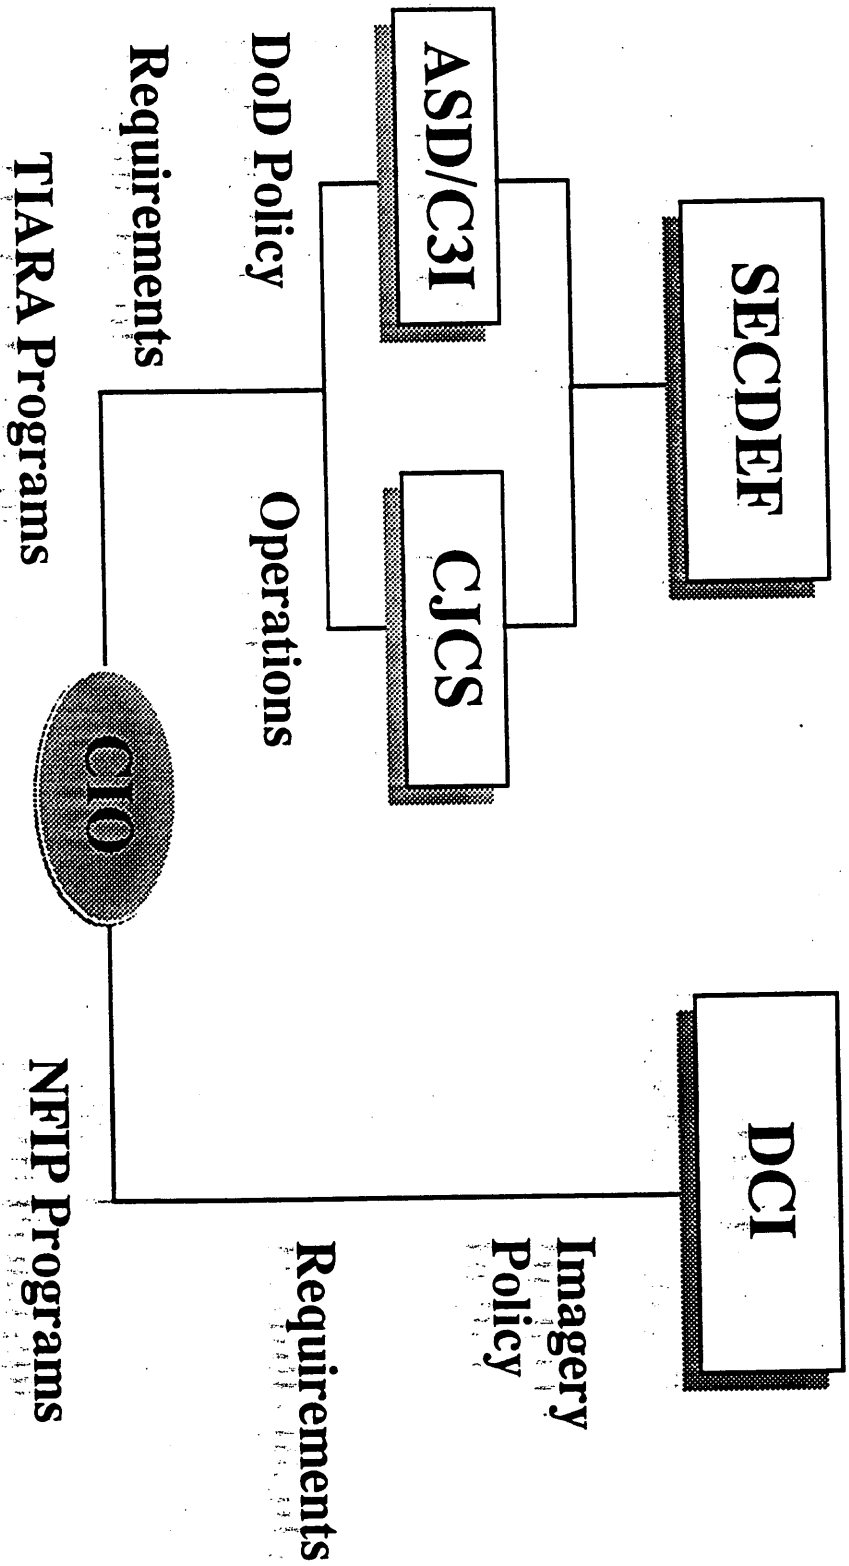 SECDEF
DCI
ASD/C3I
CJCS
DoD Policy
Operations
Imagery
Policy
Requirements
Requirements
TIARA Programs
CIO
NFIP Programs